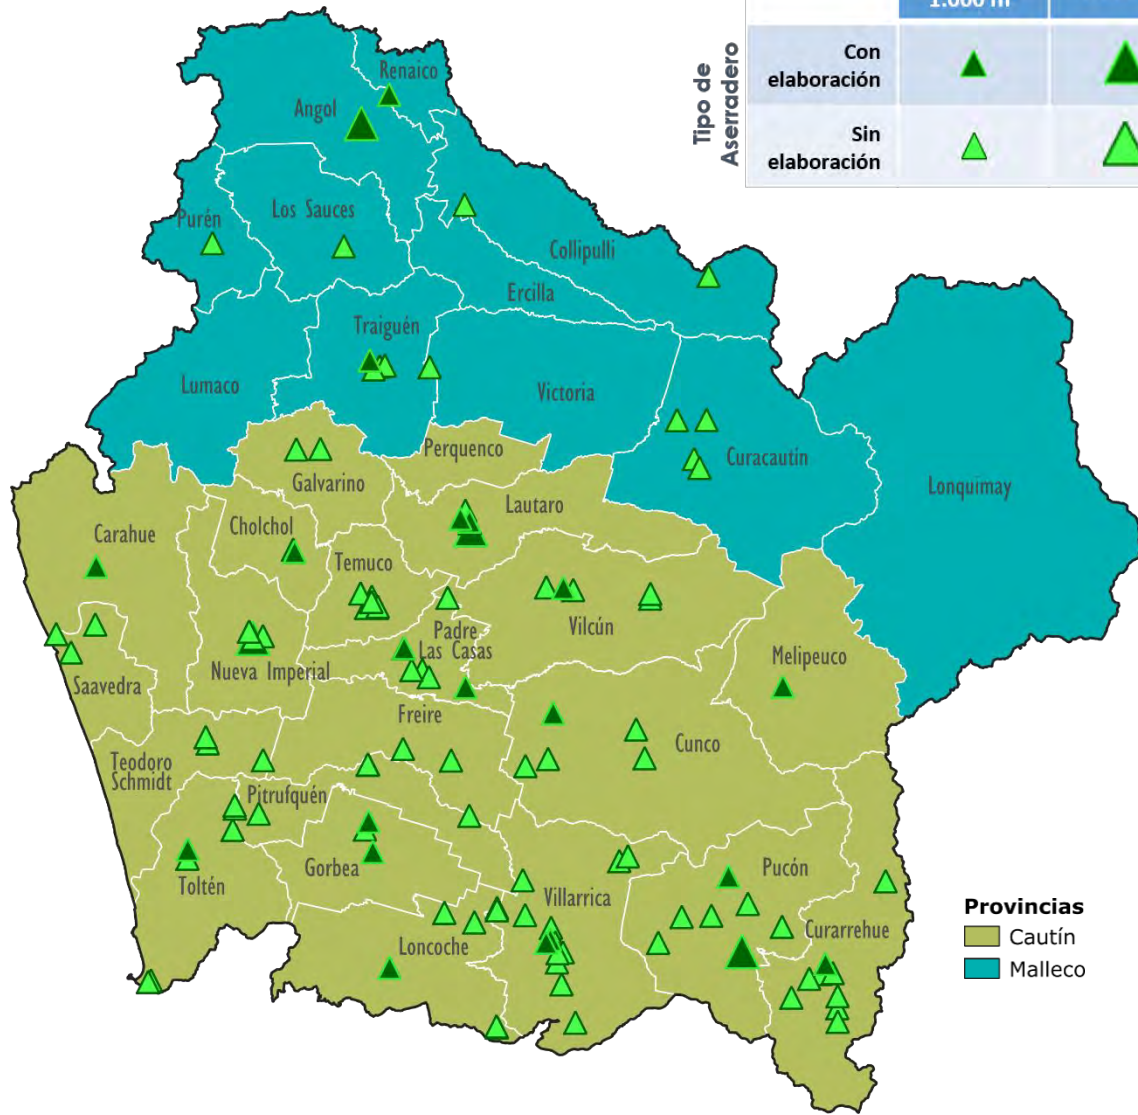 1.000 m
Tipo de
Aserradero
Con
elaboración
Sin
elaboración
Renaico
Angol
Purén
Los Sauces
Collipulli
Ercilla
Traiguén
Lumaco
Victoria
Curacautín
Lonquimay
Perquenco
Galvarino
Lautaro
Cholchol
Carahue
Temuco
Vilcún
Padre
Las Casas
Nueva Imperial
Melipeuco
Saavedra
Freire
Cunco
Teodoro
Schmidt
Pitrufquén
Gorbea
Toltén
Pucón
Villarrica
Curarrehue
Loncoche
Provincias
Cautín
Malleco